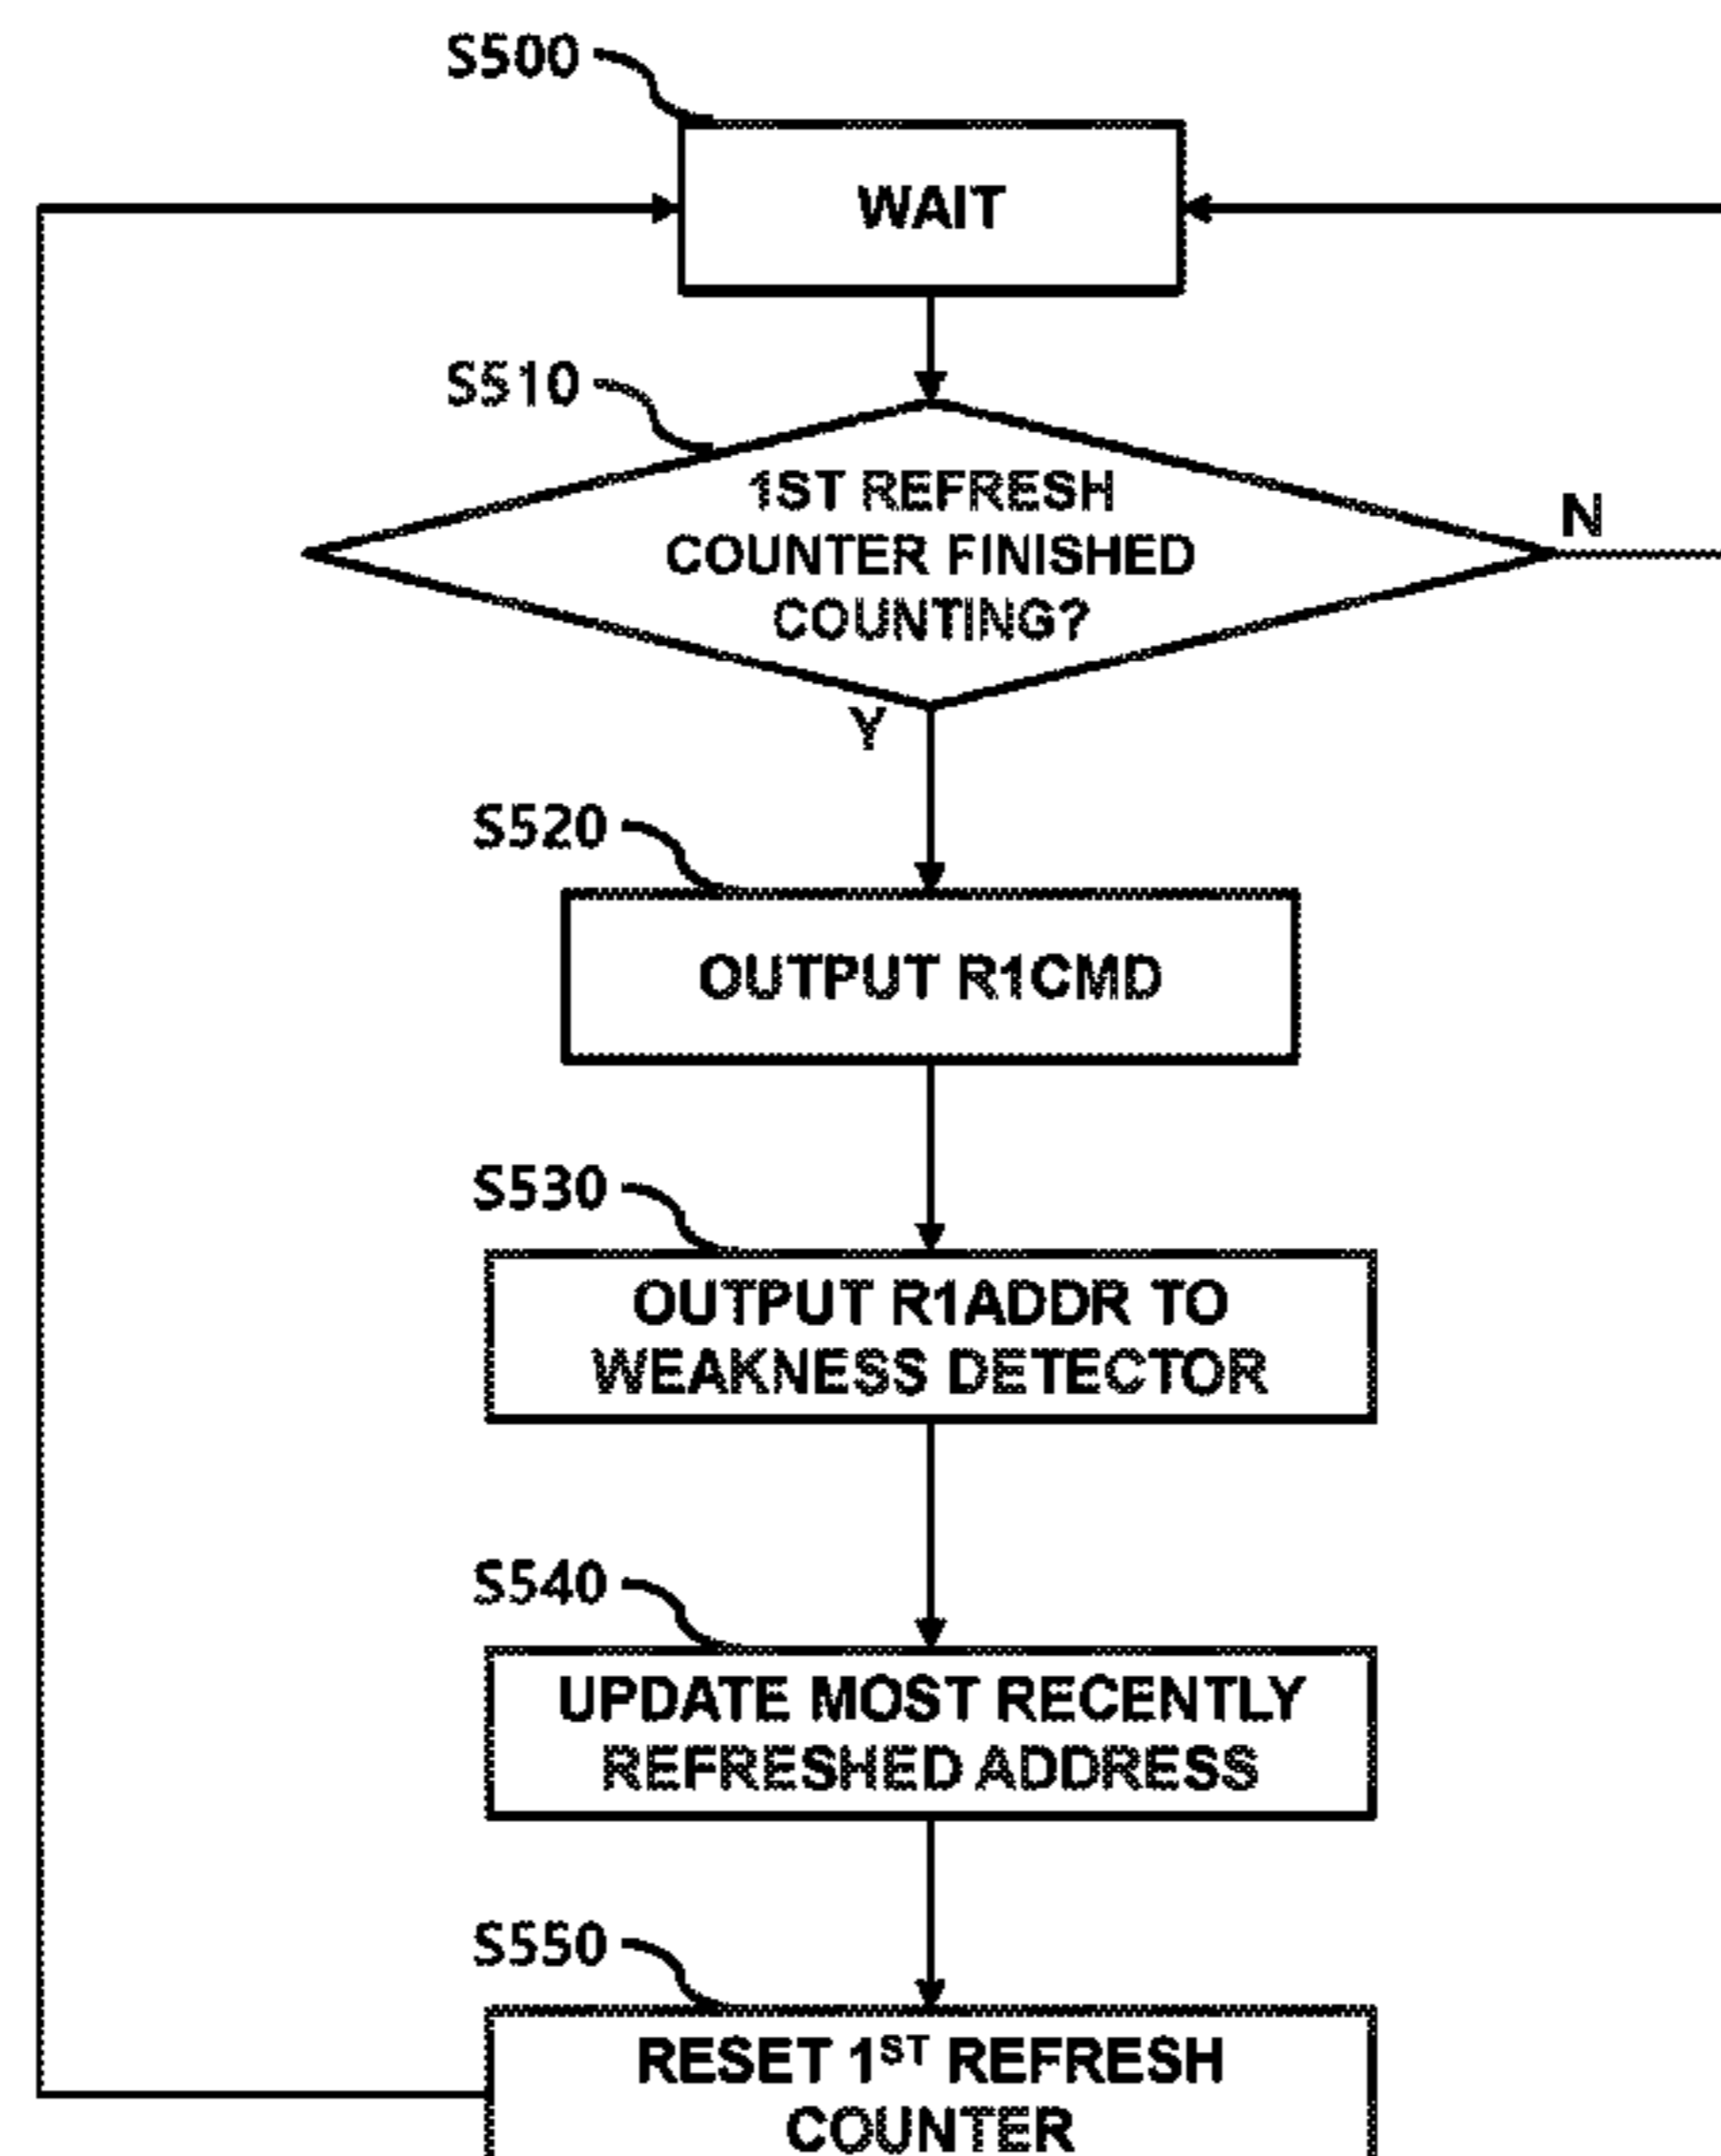 S500
WAIT
S510
1ST REFRESH
COUNTER FINISHED
COUNTING?
N
Y
S520
OUTPUT R1CMD
S530
OUTPUT R1ADDR TO
WEAKNESS DETECTOR
S540
UPDATE MOST RECENTLY
REFRESHED ADDRESS
S550
RESET 1ST REFRESH
COUNTER